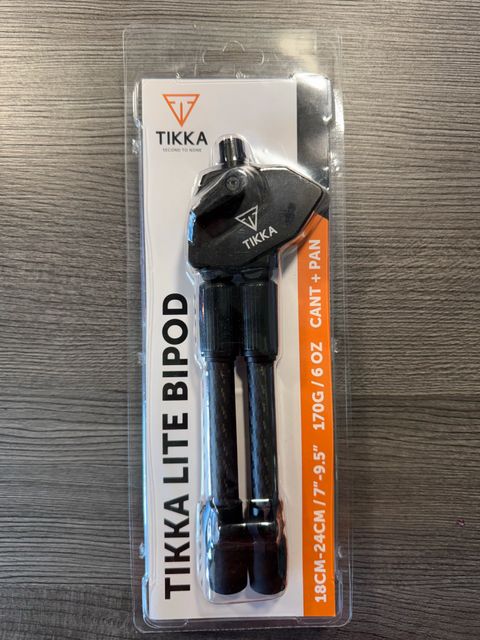 TIKKA
SECOND TO NONE
TIKKA
TIKKA LITE BIPOD
18CM-24CM / 7"-9.5" 170G / 6 OZ CANT + PAN